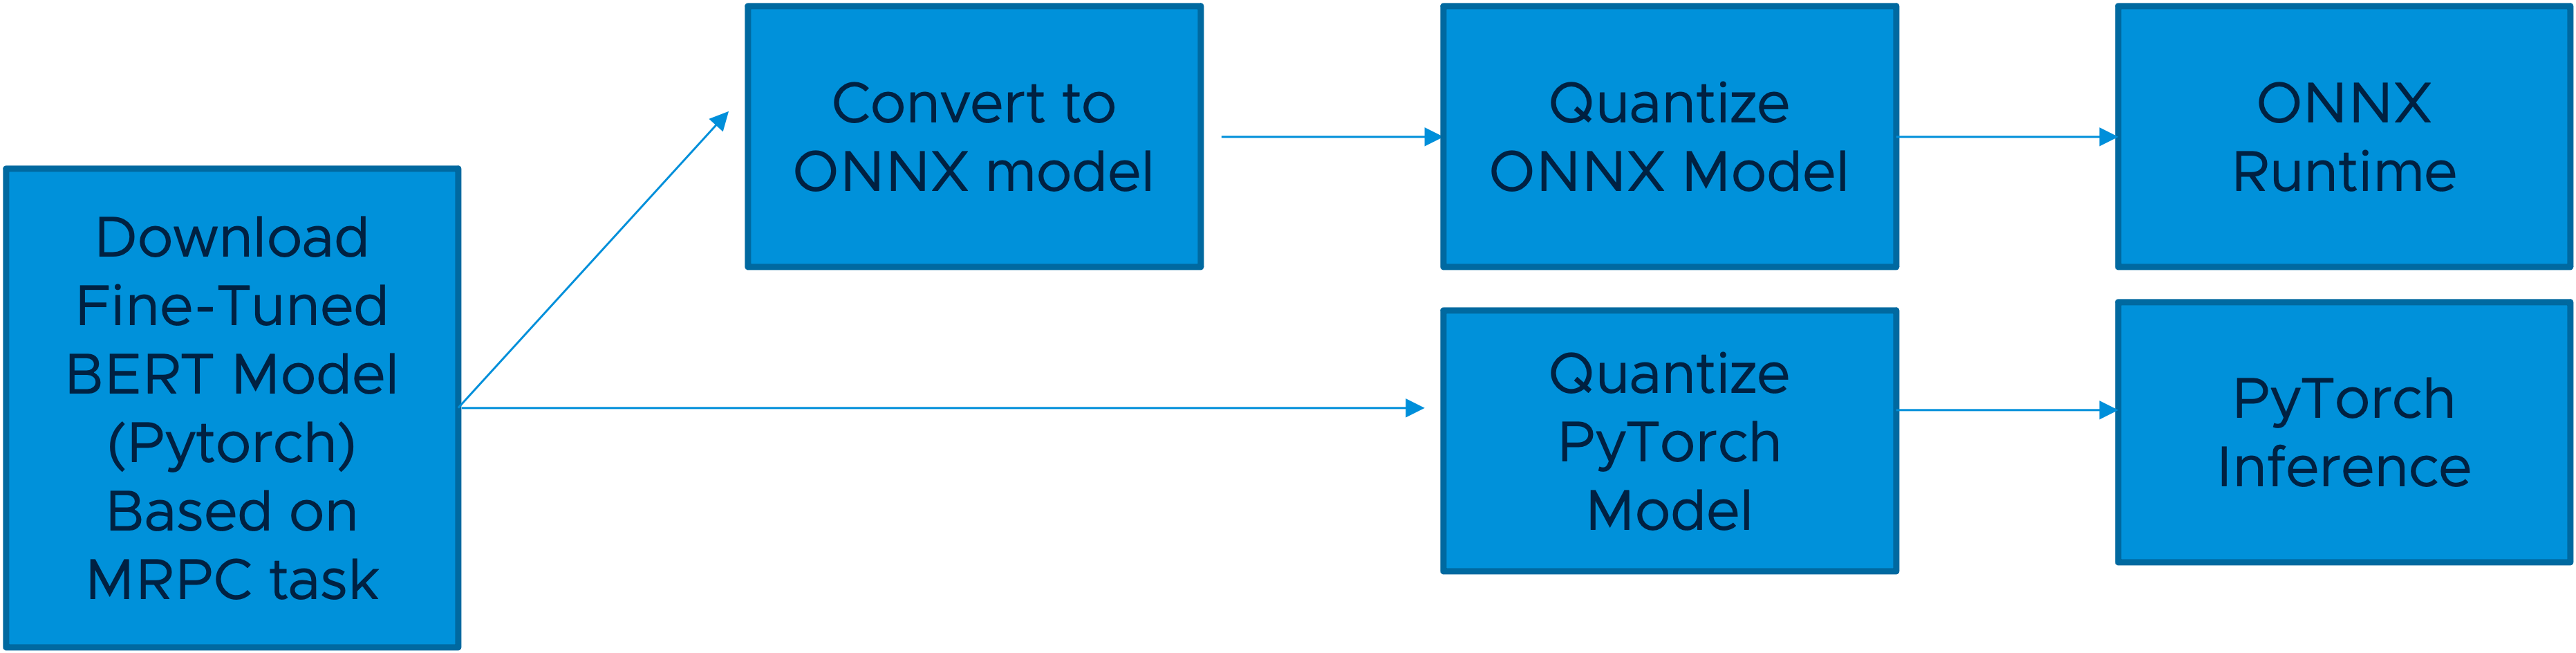 Download
Fine-Tuned
BERT Model
(Pytorch)
Based on
MRPC task
Convert to
ONNX model
Quantize
ONNX Model
ONNX
Runtime
Quantize
PyTorch
Model
PyTorch
Inference